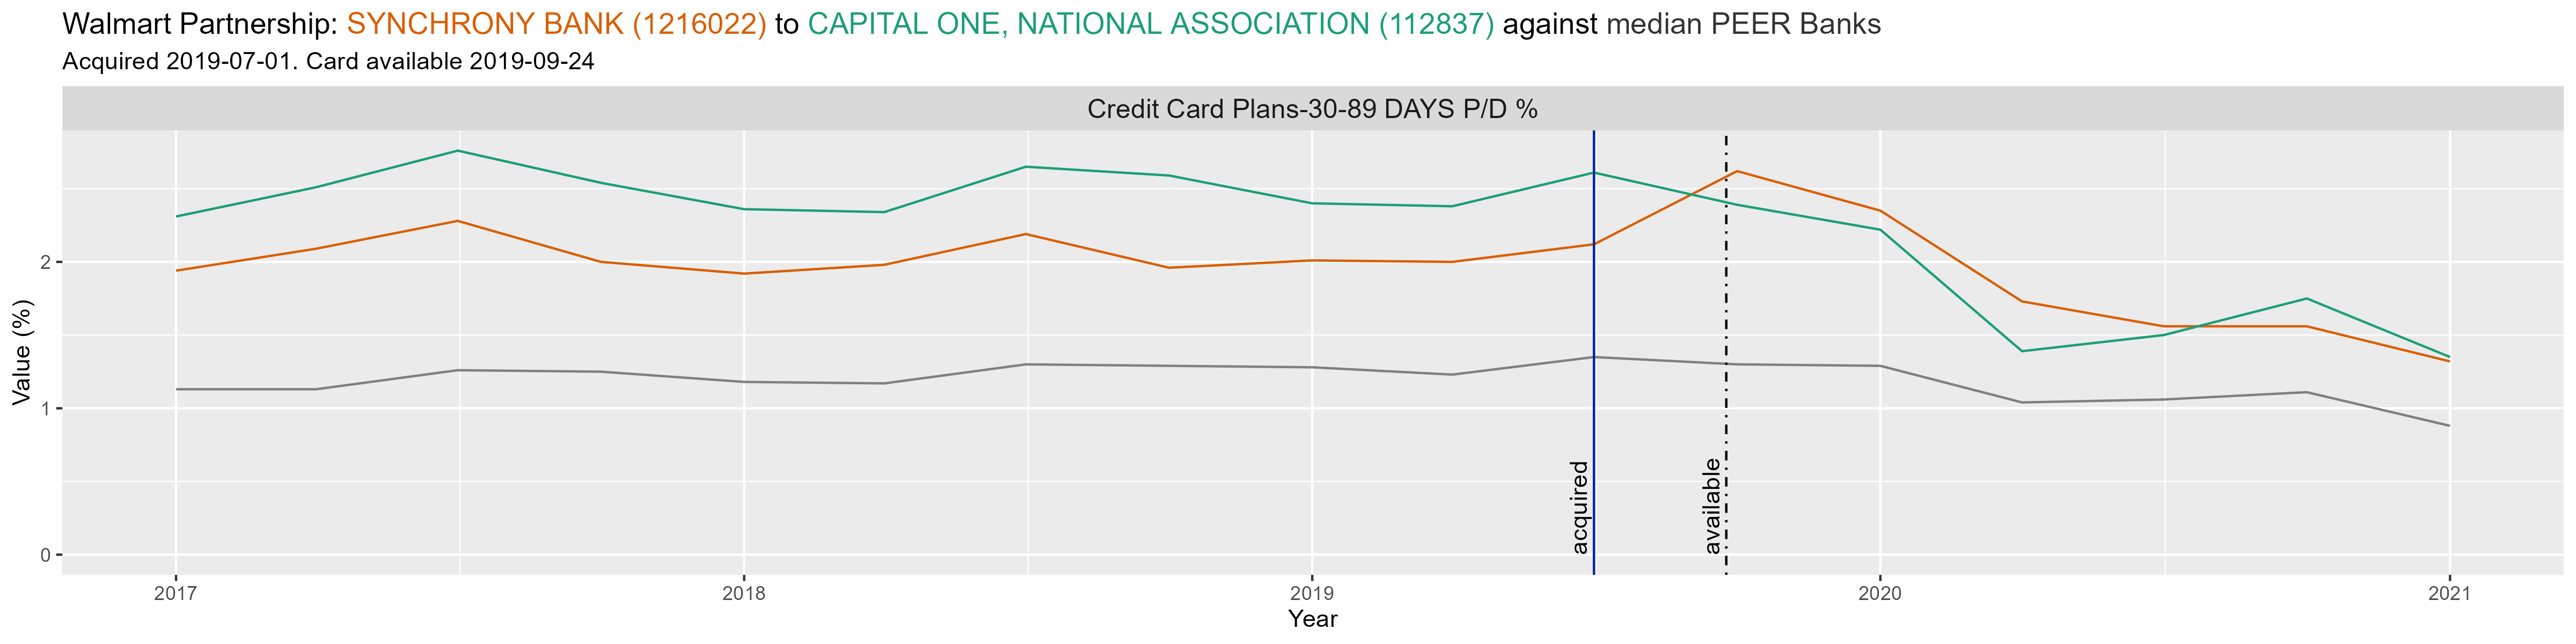 Walmart Partnership: SYNCHRONY BANK (1216022) to CAPITAL ONE, NATIONAL ASSOCIATION (112837) against median PEER Banks
Acquired 2019-07-01. Card available 2019-09-24
Credit Card Plans-30-89 DAYS P/D %
Value (%)
2
1
0
acquired
available
2017
2018
2019
2020
2021
Year